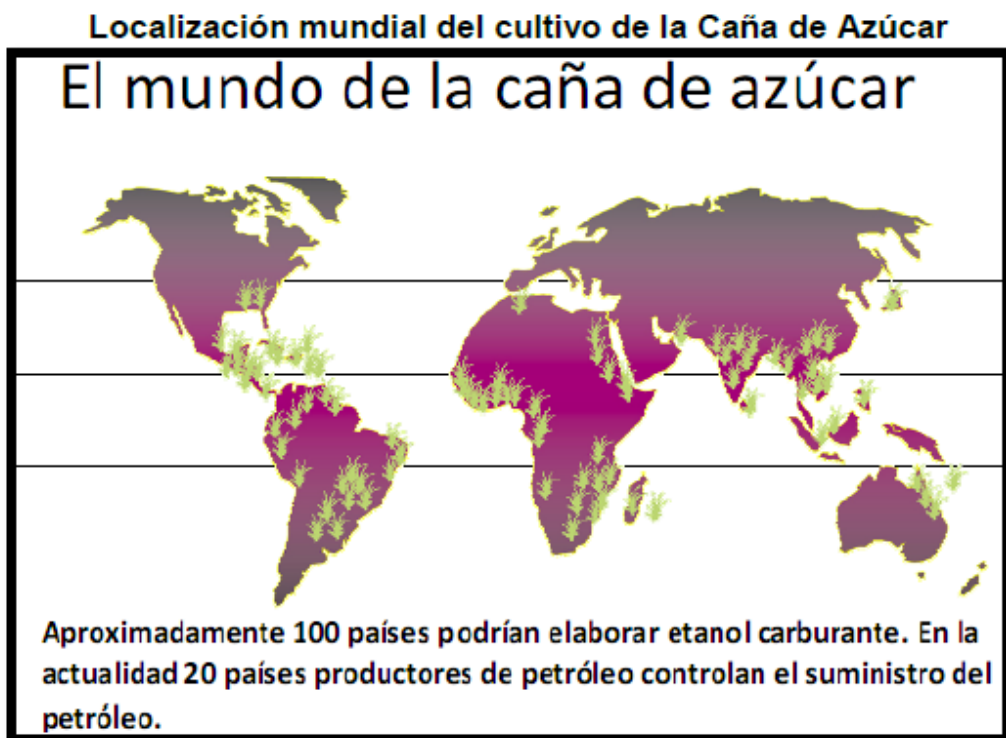 Localización mundial del cultivo de la Caña de Azúcar
El mundo de la caña de azúcar
Aproximadamente 100 países podrían elaborar etanol carburante. En la
actualidad 20 países productores de petróleo controlan el suministro del
petróleo.